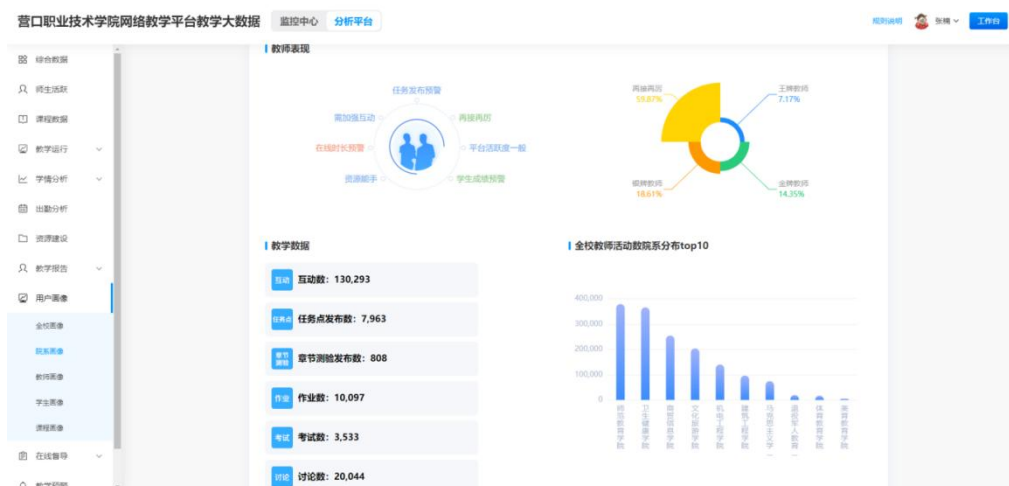 营口职业技术学院网络教学平台教学大数据
监控中心
分析平台
规则说明
张楠
工作台
综合数据
师生活跃
课程数据
教学运行
学情分析
出勤分析
资源建设
教学报告
用户画像
全校画像
院系画像
教师画像
学生画像
课程画像
在线督导
教学预警
教师表现
任务发布预警
需加强互动
再接再厉
在线时长预警
平台活跃度一般
资源能手
学生成绩预警
再接再厉
59.87%
王牌教师
7.17%
银牌教师
18.61%
金牌教师
14.35%
教学数据
互动
互动数：130,293
任务点
任务点发布数：7,963
章节
测验
章节测验发布数：808
作业
作业数：10,097
考试
考试数：3,533
讨论
讨论数：20,044
全校教师活动数院系分布top10
400,000
300,000
200,000
100,000
0
师范教育学院
卫生健康学院
商贸信息学院
文化旅游学院
机电工程学院
建筑工程学院
马克思主义学...
退役军人教育...
体育教育学院
美育教育学院